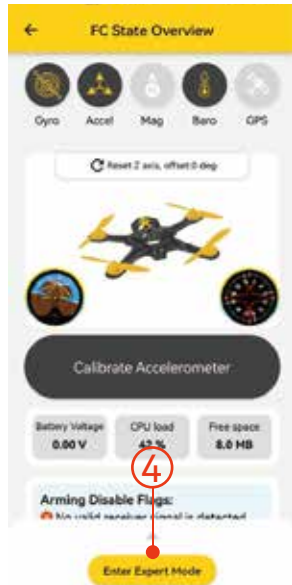 FC State Overview
Gyro Accel Mag Baro GPS
Reset Z axis, offset:0 deg
Calibrate Accelerometer
Battery Voltage CPU load Free space
0.00 V 42 % 8.0 MB
4
Arming Disable Flags:
No valid receiver signal is detected
Enter Expert Mode